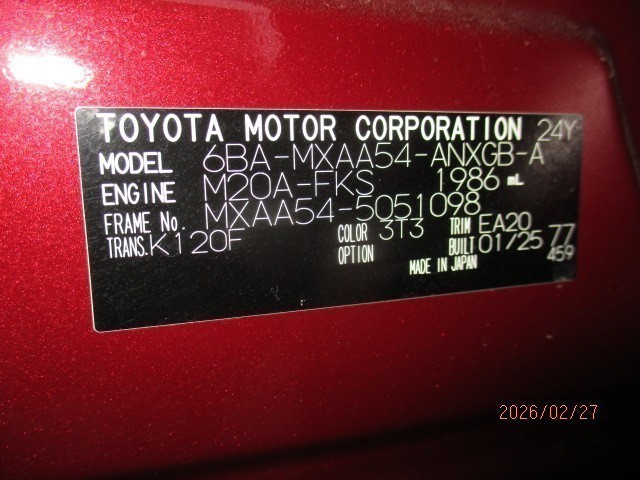 TOYOTA MOTOR CORPORATION 24Y
MODEL 6BA-MXAA54-ANXGB-A
ENGINE M20A-FKS 1986 mL
FRAME No. MXAA54-5051098
TRANS. K120F COLOR 3T3 TRIM EA20 77
OPTION BUILT 01/25 459
MADE IN JAPAN
2026/02/27